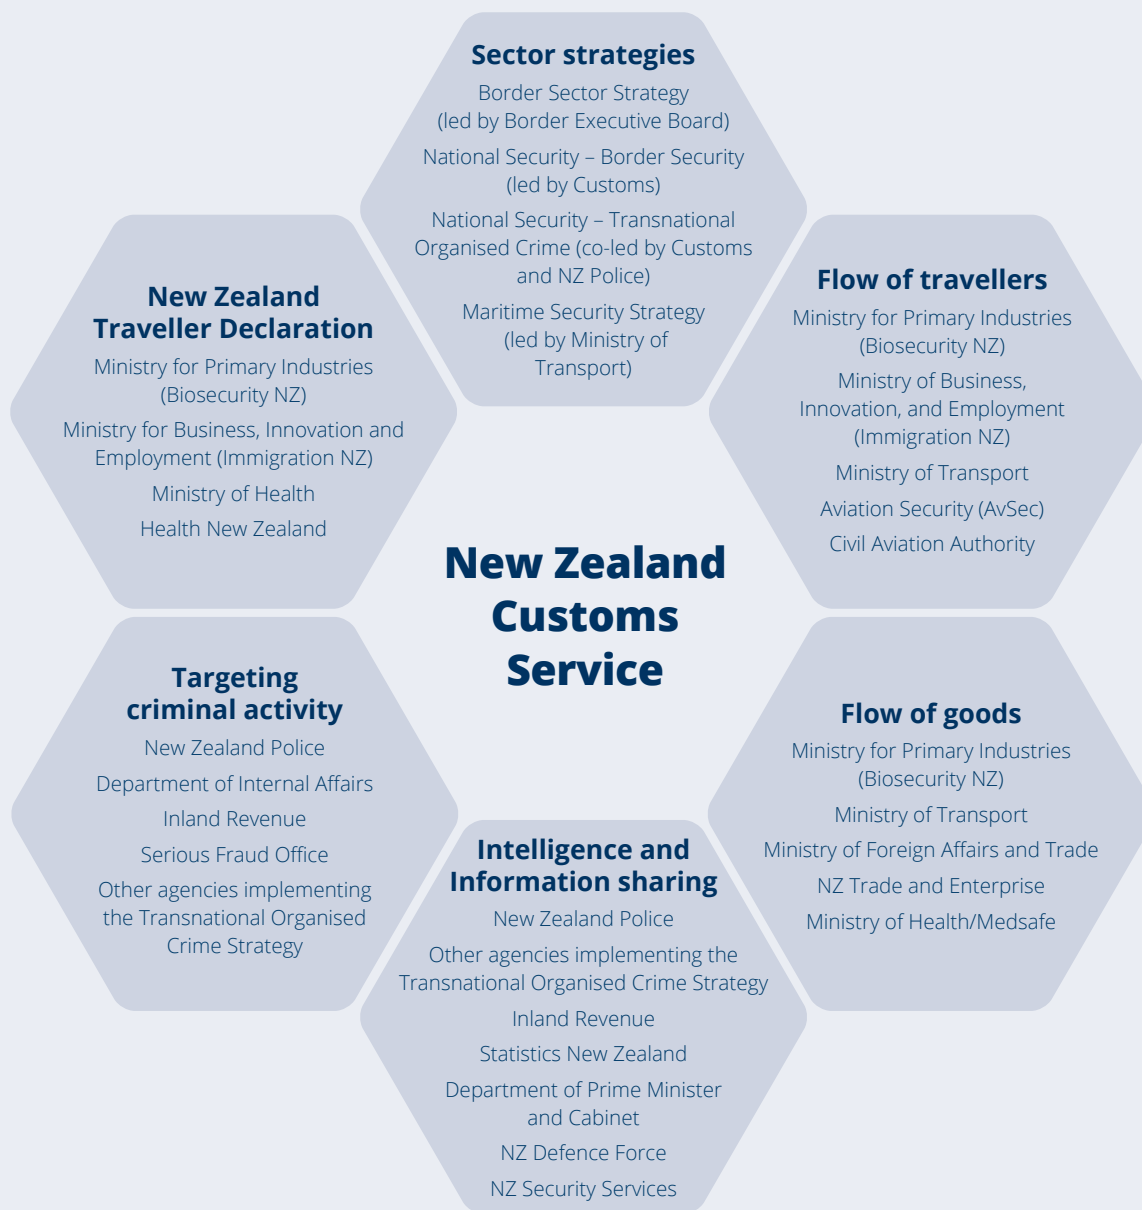 Sector strategies
Border Sector Strategy
(led by Border Executive Board)
National Security – Border Security
(led by Customs)
National Security – Transnational
Organised Crime (co-led by Customs
and NZ Police)
Maritime Security Strategy
(led by Ministry of
Transport)
New Zealand
Traveller Declaration
Ministry for Primary Industries
(Biosecurity NZ)
Ministry for Business, Innovation and
Employment (Immigration NZ)
Ministry of Health
Health New Zealand
Flow of travellers
Ministry for Primary Industries
(Biosecurity NZ)
Ministry of Business,
Innovation, and Employment
(Immigration NZ)
Ministry of Transport
Aviation Security (AvSec)
Civil Aviation Authority
New Zealand
Customs
Service
Targeting
criminal activity
New Zealand Police
Department of Internal Affairs
Inland Revenue
Serious Fraud Office
Other agencies implementing
the Transnational Organised
Crime Strategy
Flow of goods
Ministry for Primary Industries
(Biosecurity NZ)
Ministry of Transport
Ministry of Foreign Affairs and Trade
NZ Trade and Enterprise
Ministry of Health/Medsafe
Intelligence and
Information sharing
New Zealand Police
Other agencies implementing the
Transnational Organised Crime Strategy
Inland Revenue
Statistics New Zealand
Department of Prime Minister
and Cabinet
NZ Defence Force
NZ Security Services